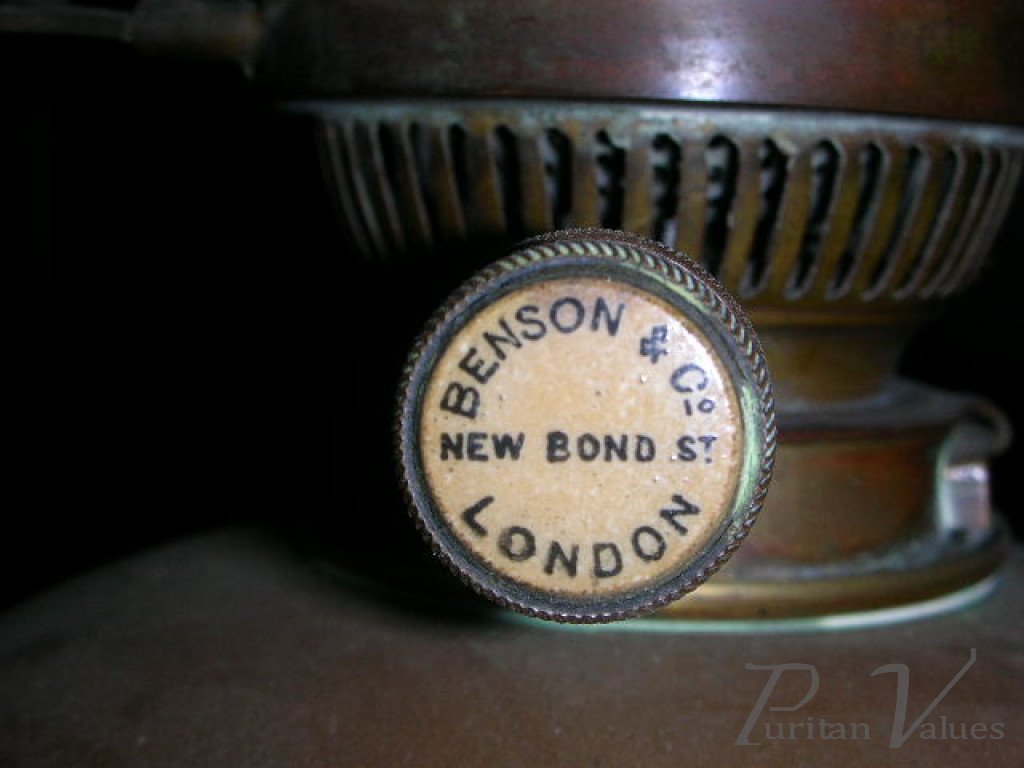 BENSON & Cº
NEW BOND ST
LONDON
Puritan Values